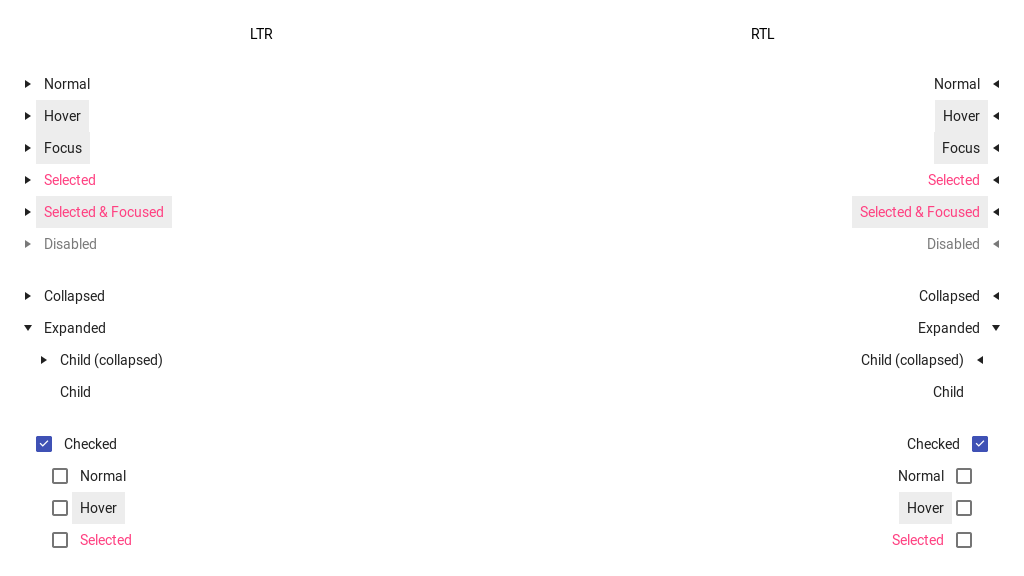 LTR
RTL
Normal
Hover
Focus
Selected
Selected & Focused
Disabled
Collapsed
Expanded
Child (collapsed)
Child
Checked
Normal
Hover
Selected
Normal
Hover
Focus
Selected
Selected & Focused
Disabled
Collapsed
Expanded
Child (collapsed)
Child
Checked
Normal
Hover
Selected